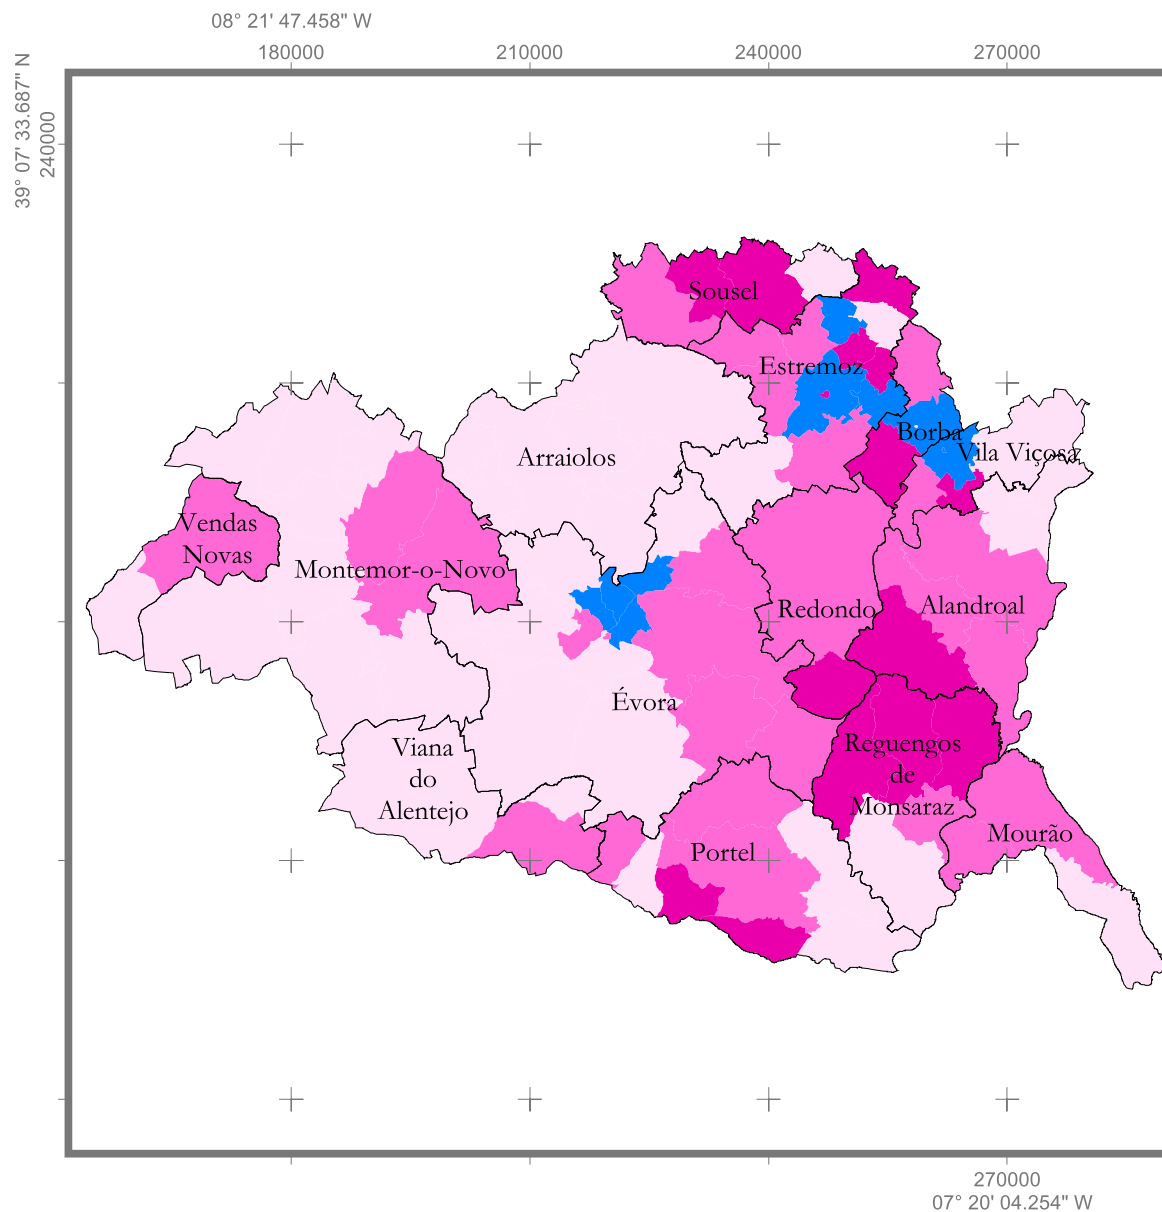 08° 21' 47.458" W
180000
210000
240000
270000
39° 07' 33.687" N
240000
Sousel
Estremoz
Borba
Vila Viçosa
Arraiolos
Vendas
Novas
Montemor-o-Novo
Redondo
Alandroal
Évora
Viana
do
Alentejo
Reguengos
de
Monsaraz
Mourão
Portel
270000
07° 20' 04.254" W